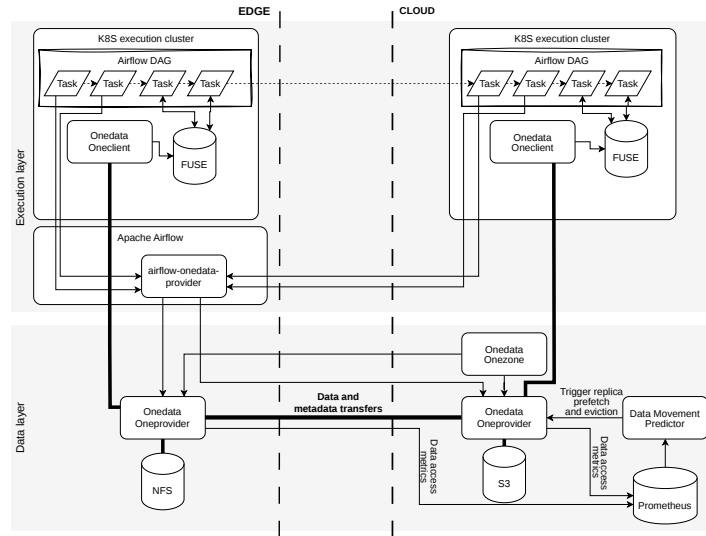 EDGE
CLOUD
K8S execution cluster
Airflow DAG
Task Task Task Task
Onedata
Oneclient
FUSE
K8S execution cluster
Airflow DAG
Task Task Task Task
Onedata
Oneclient
FUSE
Execution layer
Apache Airflow
airflow-onedata-
provider
Data layer
Onedata
Onezone
Onedata
Oneprovider
Data and
metadata transfers
Onedata
Oneprovider
Trigger replica
prefetch
and eviction
Data Movement
Predictor
NFS
Data access
metrics
S3
Data access
metrics
Prometheus